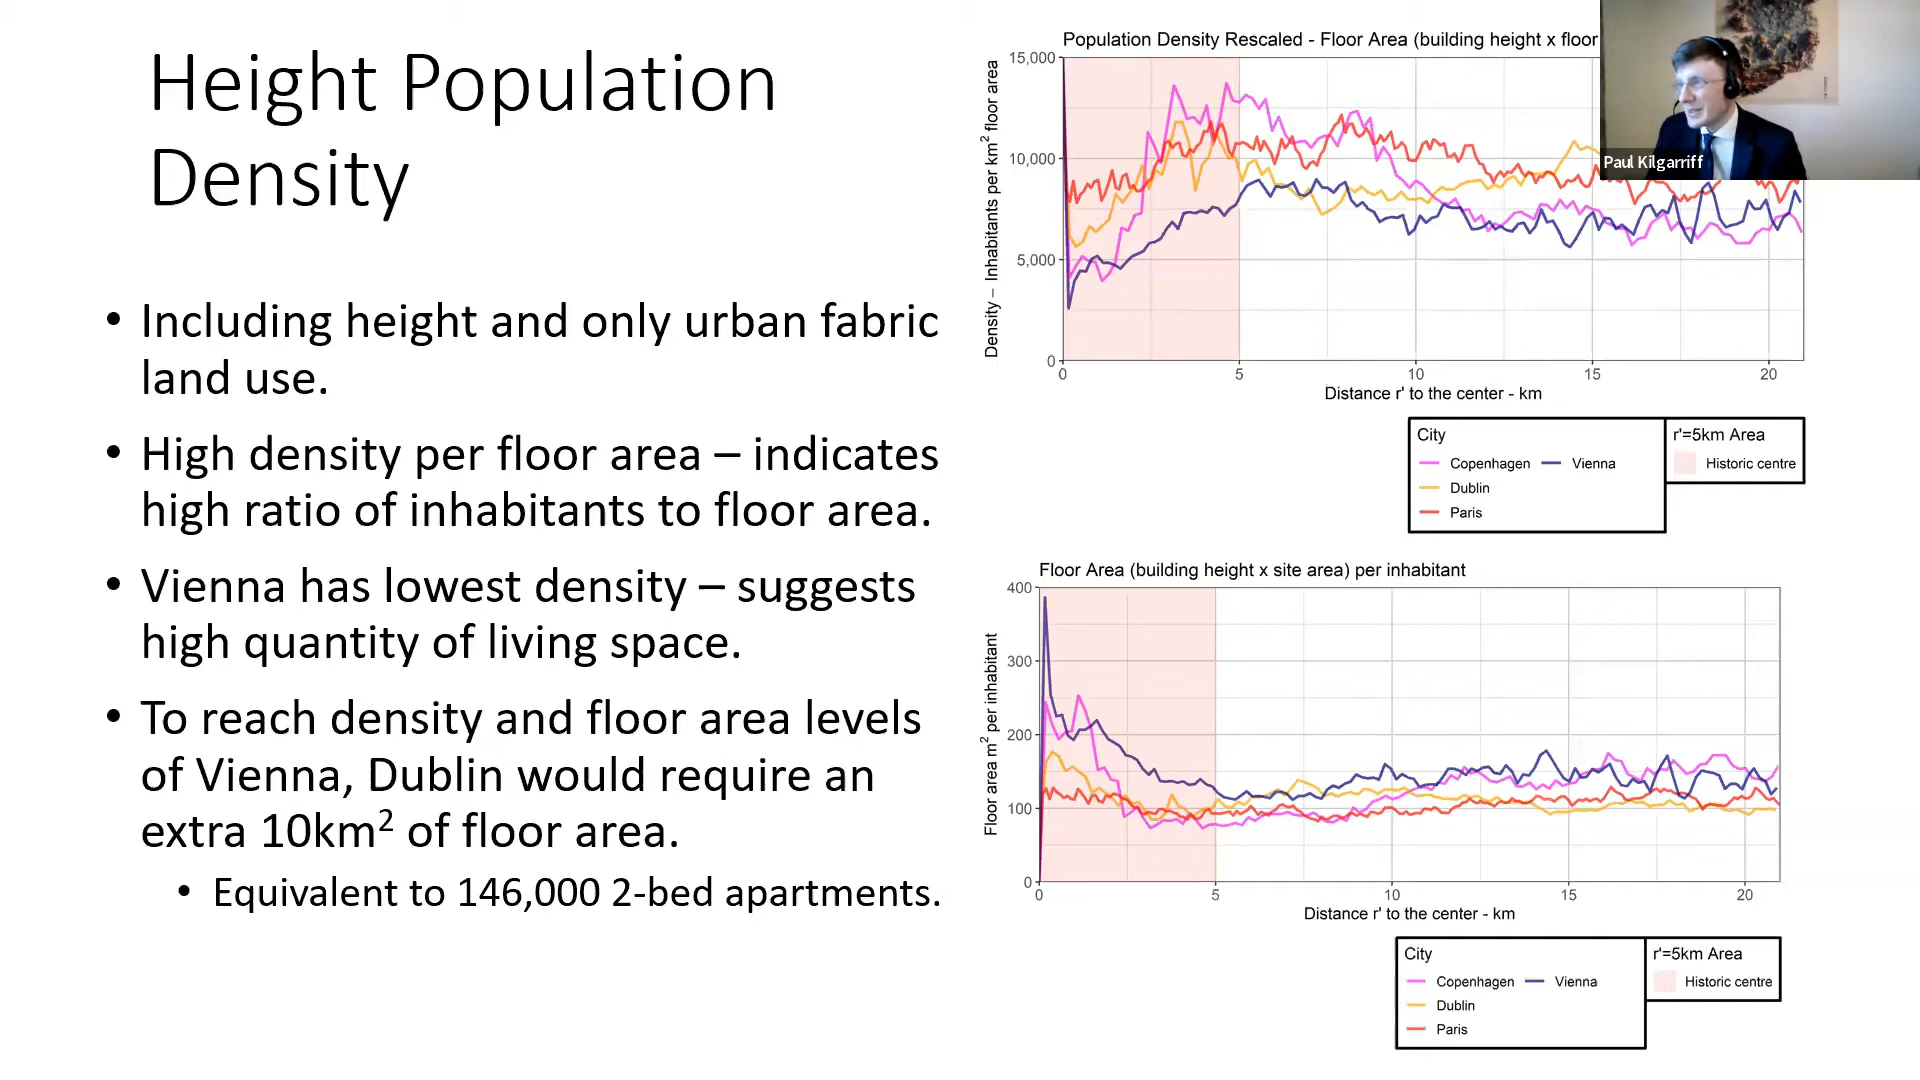 Height Population
Density
• Including height and only urban fabric
land use.
• High density per floor area – indicates
high ratio of inhabitants to floor area.
• Vienna has lowest density – suggests
high quantity of living space.
• To reach density and floor area levels
of Vienna, Dublin would require an
extra 10km² of floor area.
• Equivalent to 146,000 2-bed apartments.
Population Density Rescaled - Floor Area (building height x floor
Density – Inhabitants per km² floor area
15,000
10,000
5,000
0
0 5 10 15 20
Distance r' to the center - km
City
Copenhagen Vienna
Dublin
Paris
r'=5km Area
Historic centre
Paul Kilgarriff
Floor Area (building height x site area) per inhabitant
Floor area m² per inhabitant
400
300
200
100
0
0 5 10 15 20
Distance r' to the center - km
City
Copenhagen Vienna
Dublin
Paris
r'=5km Area
Historic centre